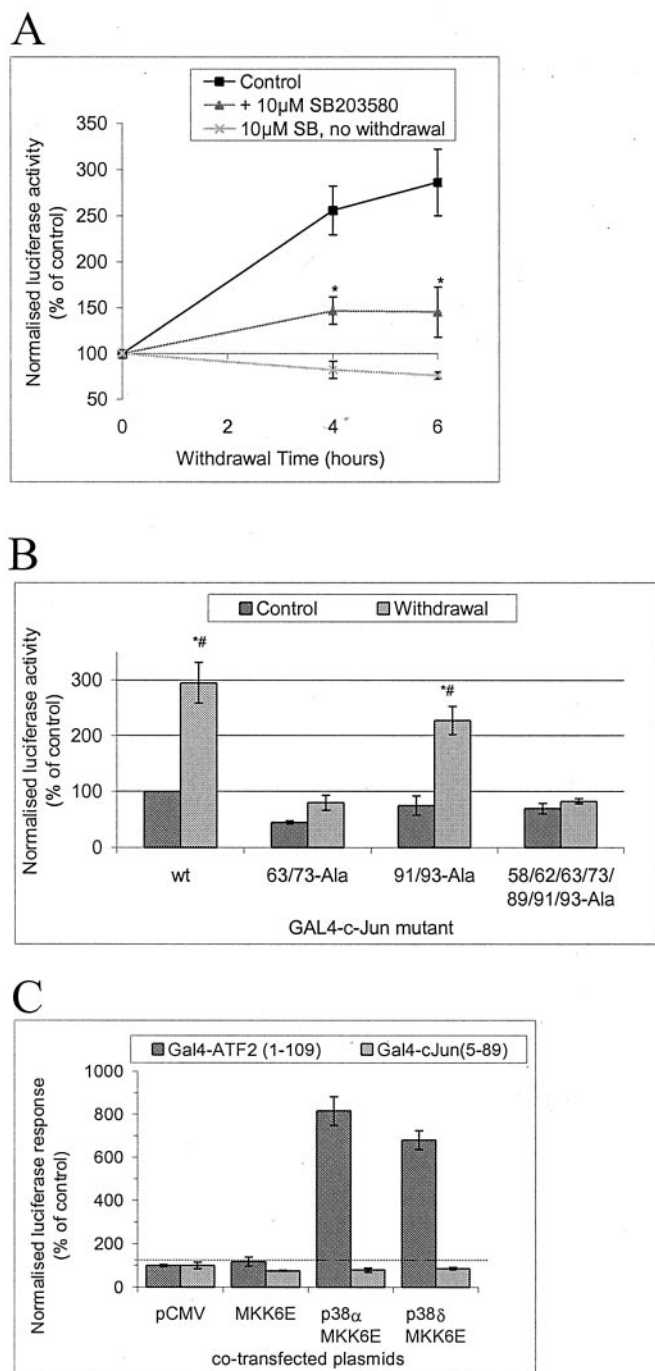 A
Control
+ 10µM SB203580
10µM SB, no withdrawal
Normalised luciferase activity
(% of control)
350
300
250
200
150
100
50
*
*
0
2
4
6
Withdrawal Time (hours)
B
Control
Withdrawal
Normalised luciferase activity
(% of control)
300
200
100
0
*#
*#
wt
63/73-Ala
91/93-Ala
58/62/63/73/
89/91/93-Ala
GAL4-c-Jun mutant
C
Gal4-ATF2 (1-109)
Gal4-cJun(5-89)
Normalised luciferase response
(% of control)
1000
800
600
400
200
0
pCMV
MKK6E
p38α
MKK6E
p38δ
MKK6E
co-transfected plasmids